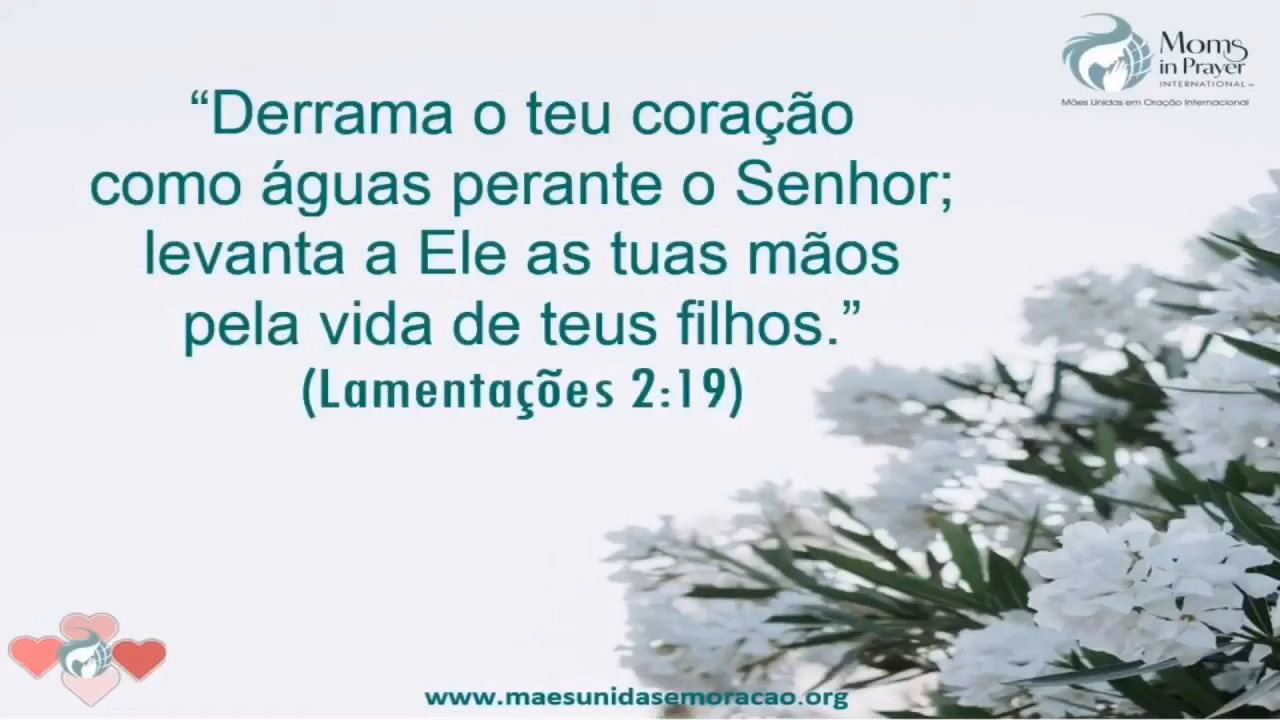 Moms
in Prayer
INTERNATIONAL
Mães Unidas em Oração Internacional
“Derrama o teu coração
como águas perante o Senhor;
levanta a Ele as tuas mãos
pela vida de teus filhos.”
(Lamentações 2:19)
www.maesunidasemoracao.org